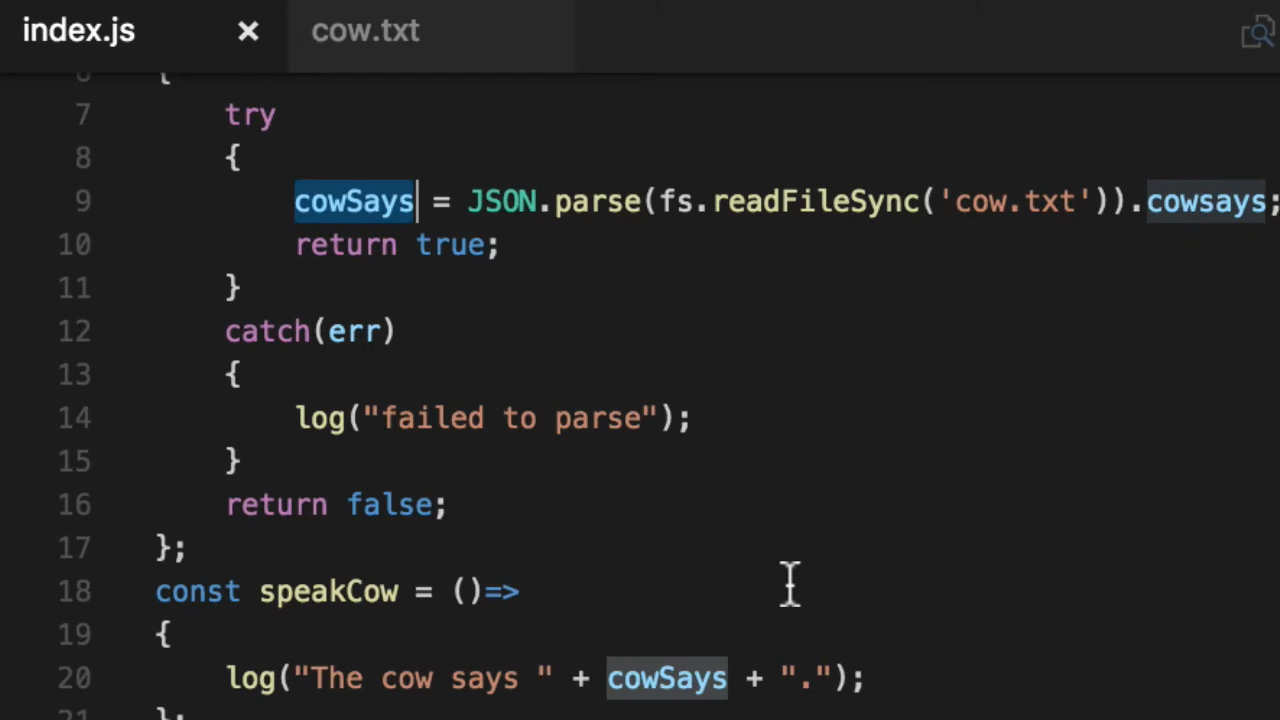 index.js × cow.txt
6 {
7 try
8 {
9 cowSays = JSON.parse(fs.readFileSync('cow.txt')).cowsays;
10 return true;
11 }
12 catch(err)
13 {
14 log("failed to parse");
15 }
16 return false;
17 };
18 const speakCow = ()=>
19 {
20 log("The cow says " + cowSays + ".");
21 };